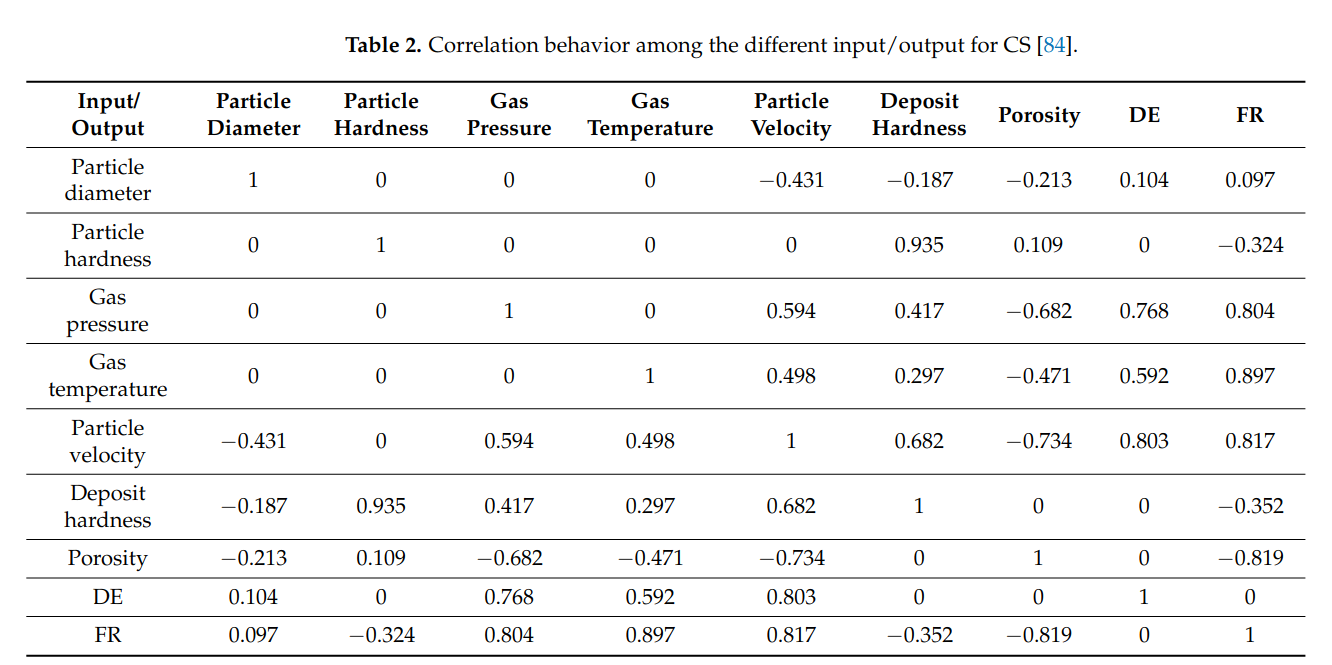 Table 2. Correlation behavior among the different input/output for CS [84].
Input/ Particle Particle Gas Gas Particle Deposit Porosity DE FR
Output Diameter Hardness Pressure Temperature Velocity Hardness
Particle diameter 1 0 0 0 −0.431 −0.187 −0.213 0.104 0.097
Particle hardness 0 1 0 0 0 0.935 0.109 0 −0.324
Gas pressure 0 0 1 0 0.594 0.417 −0.682 0.768 0.804
Gas temperature 0 0 0 1 0.498 0.297 −0.471 0.592 0.897
Particle velocity −0.431 0 0.594 0.498 1 0.682 −0.734 0.803 0.817
Deposit hardness −0.187 0.935 0.417 0.297 0.682 1 0 0 −0.352
Porosity −0.213 0.109 −0.682 −0.471 −0.734 0 1 0 −0.819
DE 0.104 0 0.768 0.592 0.803 0 0 1 0
FR 0.097 −0.324 0.804 0.897 0.817 −0.352 −0.819 0 1